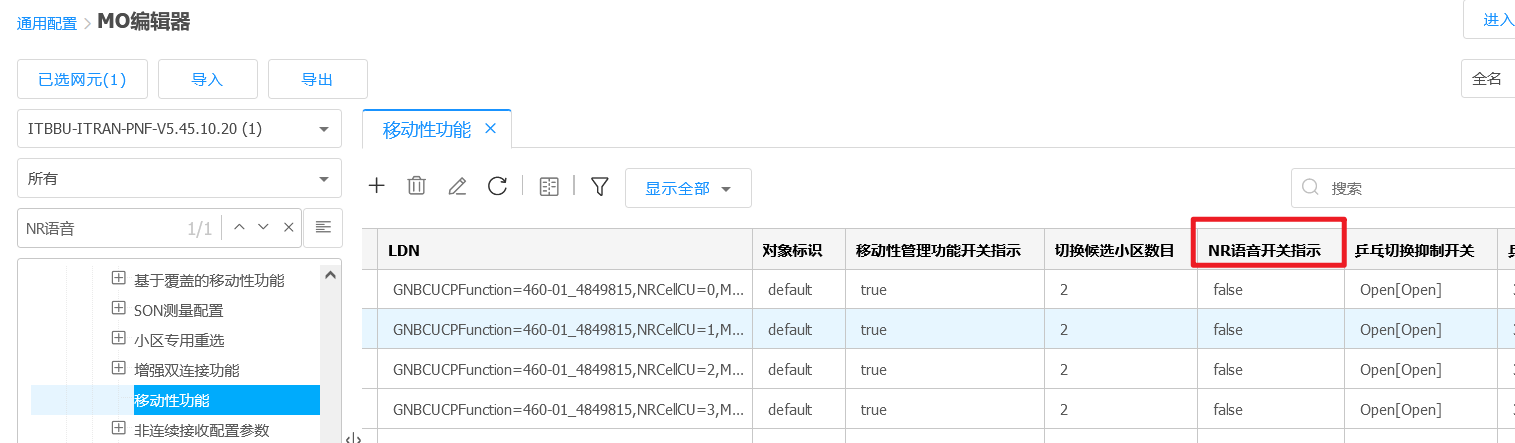 通用配置 > MO编辑器
进入
已选网元(1) 导入 导出
全名
ITBBU-ITRAN-PNF-V5.45.10.20 (1)
移动性功能
所有
显示全部
搜索
NR语音 1/1
LDN 对象标识 移动性管理功能开关指示 切换候选小区数目 NR语音开关指示 乒乓切换抑制开关
基于覆盖的移动性功能
GNBCUCPFunction=460-01_4849815,NRCellCU=0,M... default true 2 false Open[Open]
SON测量配置
GNBCUCPFunction=460-01_4849815,NRCellCU=1,M... default true 2 false Open[Open]
小区专用重选
GNBCUCPFunction=460-01_4849815,NRCellCU=2,M... default true 2 false Open[Open]
增强双连接功能
移动性功能
GNBCUCPFunction=460-01_4849815,NRCellCU=3,M... default true 2 false Open[Open]
非连续接收配置参数